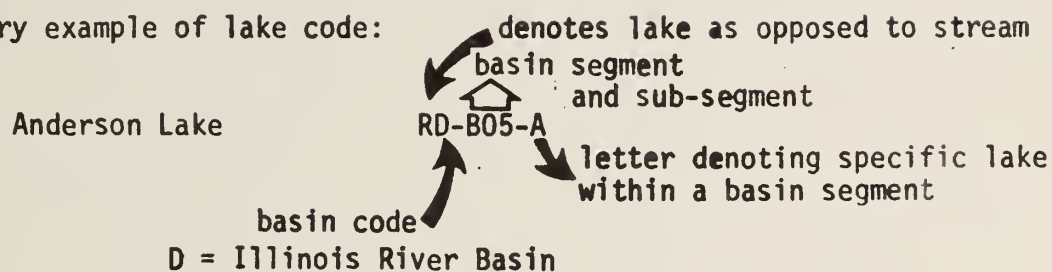 ry example of lake code: denotes lake as opposed to stream
basin segment
and sub-segment
Anderson Lake RD-B05-A
letter denoting specific lake
within a basin segment
basin code
D = Illinois River Basin